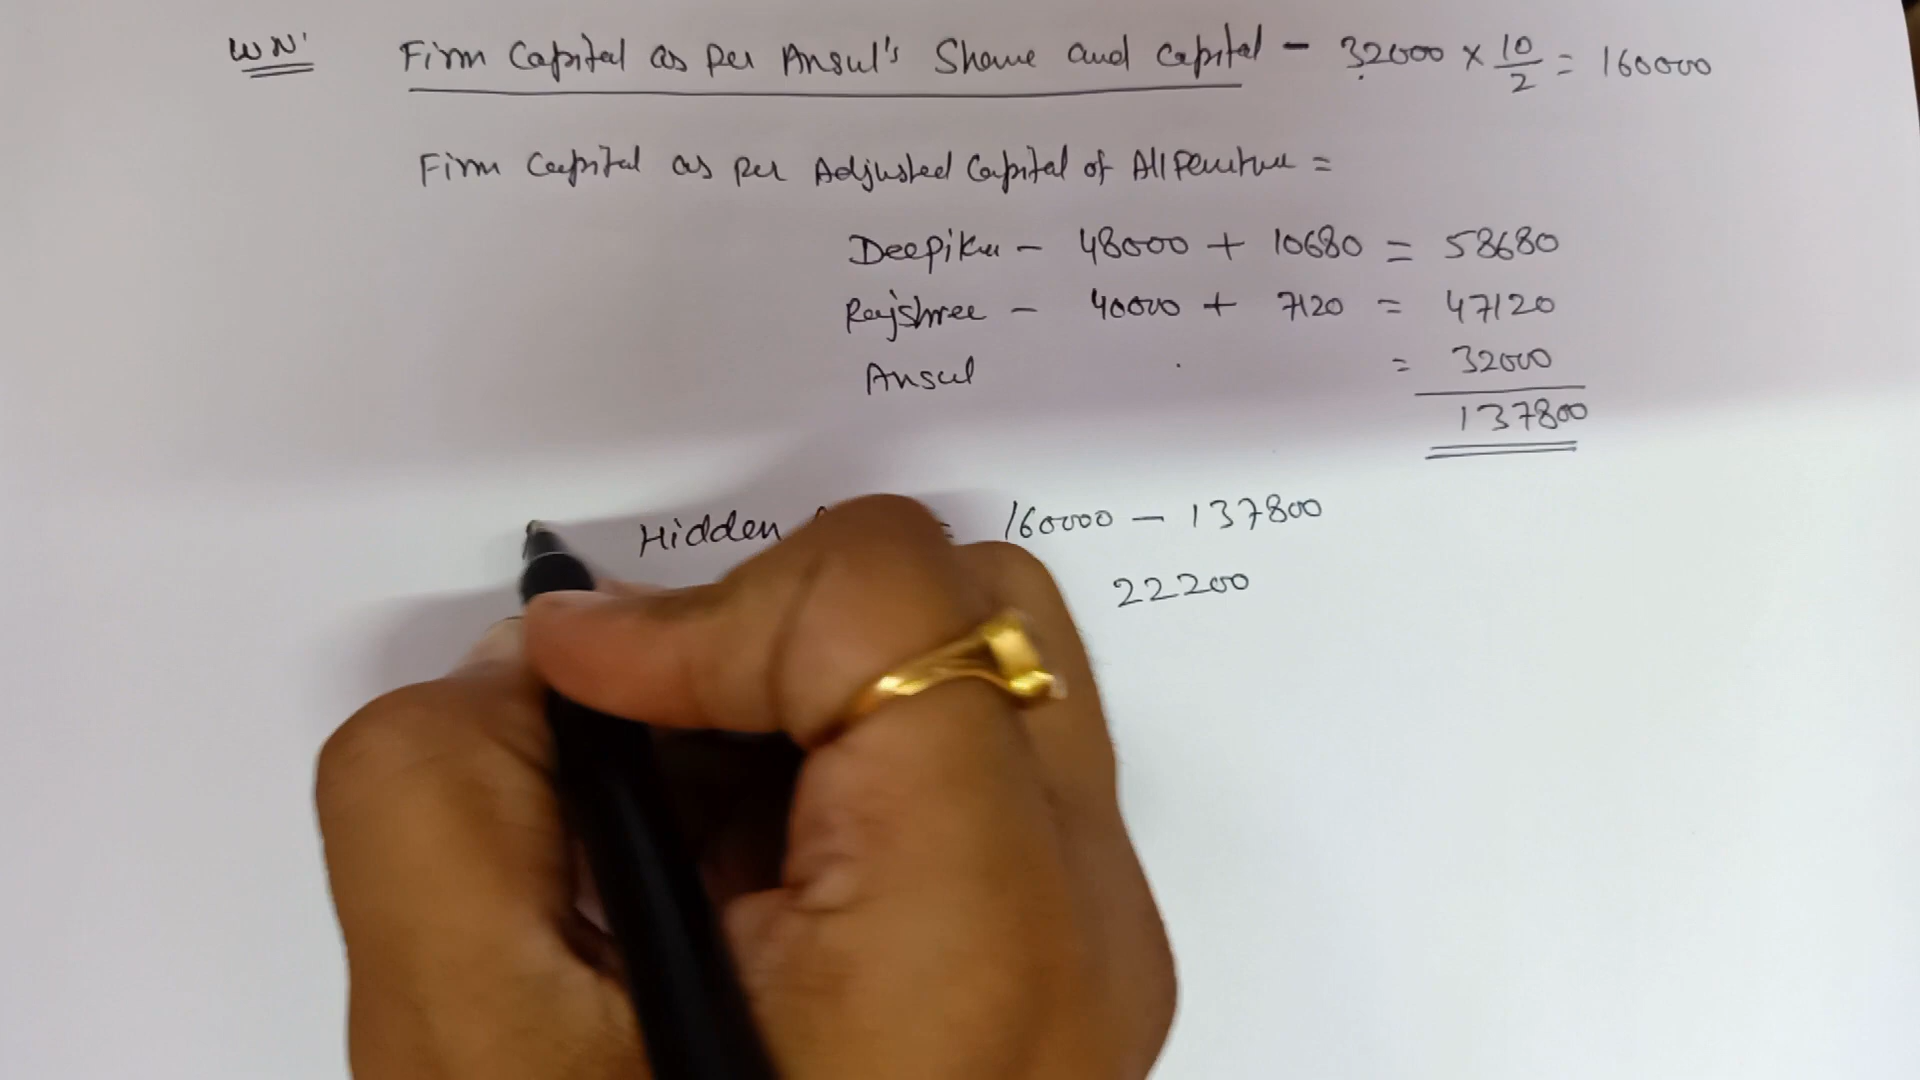 WN' Firm Capital as per Ansul's Share and Capital - 32000 × 10/2 = 160000
Firm Capital as per Adjusted Capital of All =
Deepika - 48000 + 10680 = 58680
Rajshree - 40000 + 7120 = 47120
Ansul = 32000
137800
Hidden = 160000 - 137800
22200